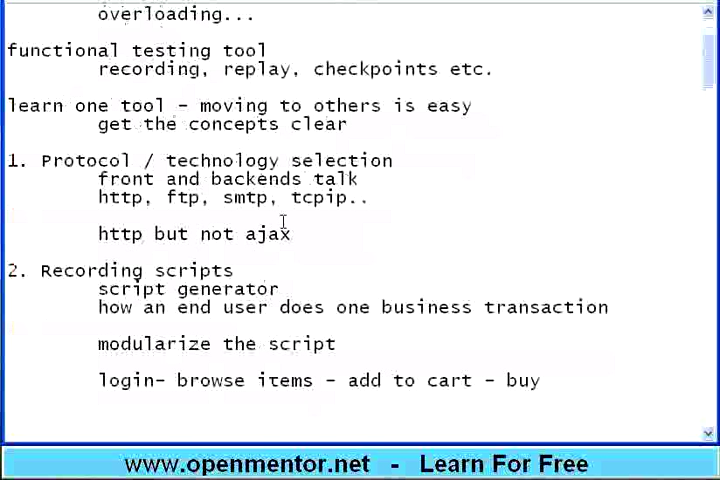 overloading...
functional testing tool
recording, replay, checkpoints etc.
learn one tool - moving to others is easy
get the concepts clear
1. Protocol / technology selection
front and backends talk
http, ftp, smtp, tcpip..
http but not ajax
2. Recording scripts
script generator
how an end user does one business transaction
modularize the script
login- browse items - add to cart - buy
www.openmentor.net - Learn For Free